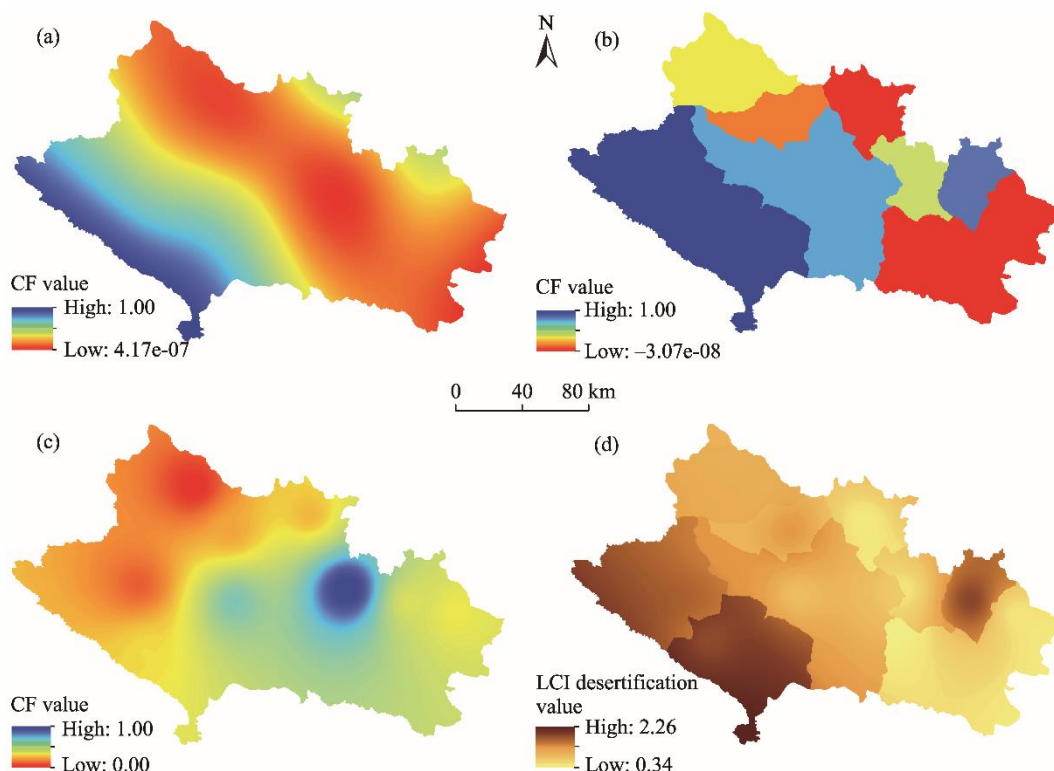 (a)
N
(b)
CF value
High: 1.00
Low: 4.17e-07
CF value
High: 1.00
Low: –3.07e-08
0 40 80 km
(c)
(d)
CF value
High: 1.00
Low: 0.00
LCI desertification
value
High: 2.26
Low: 0.34